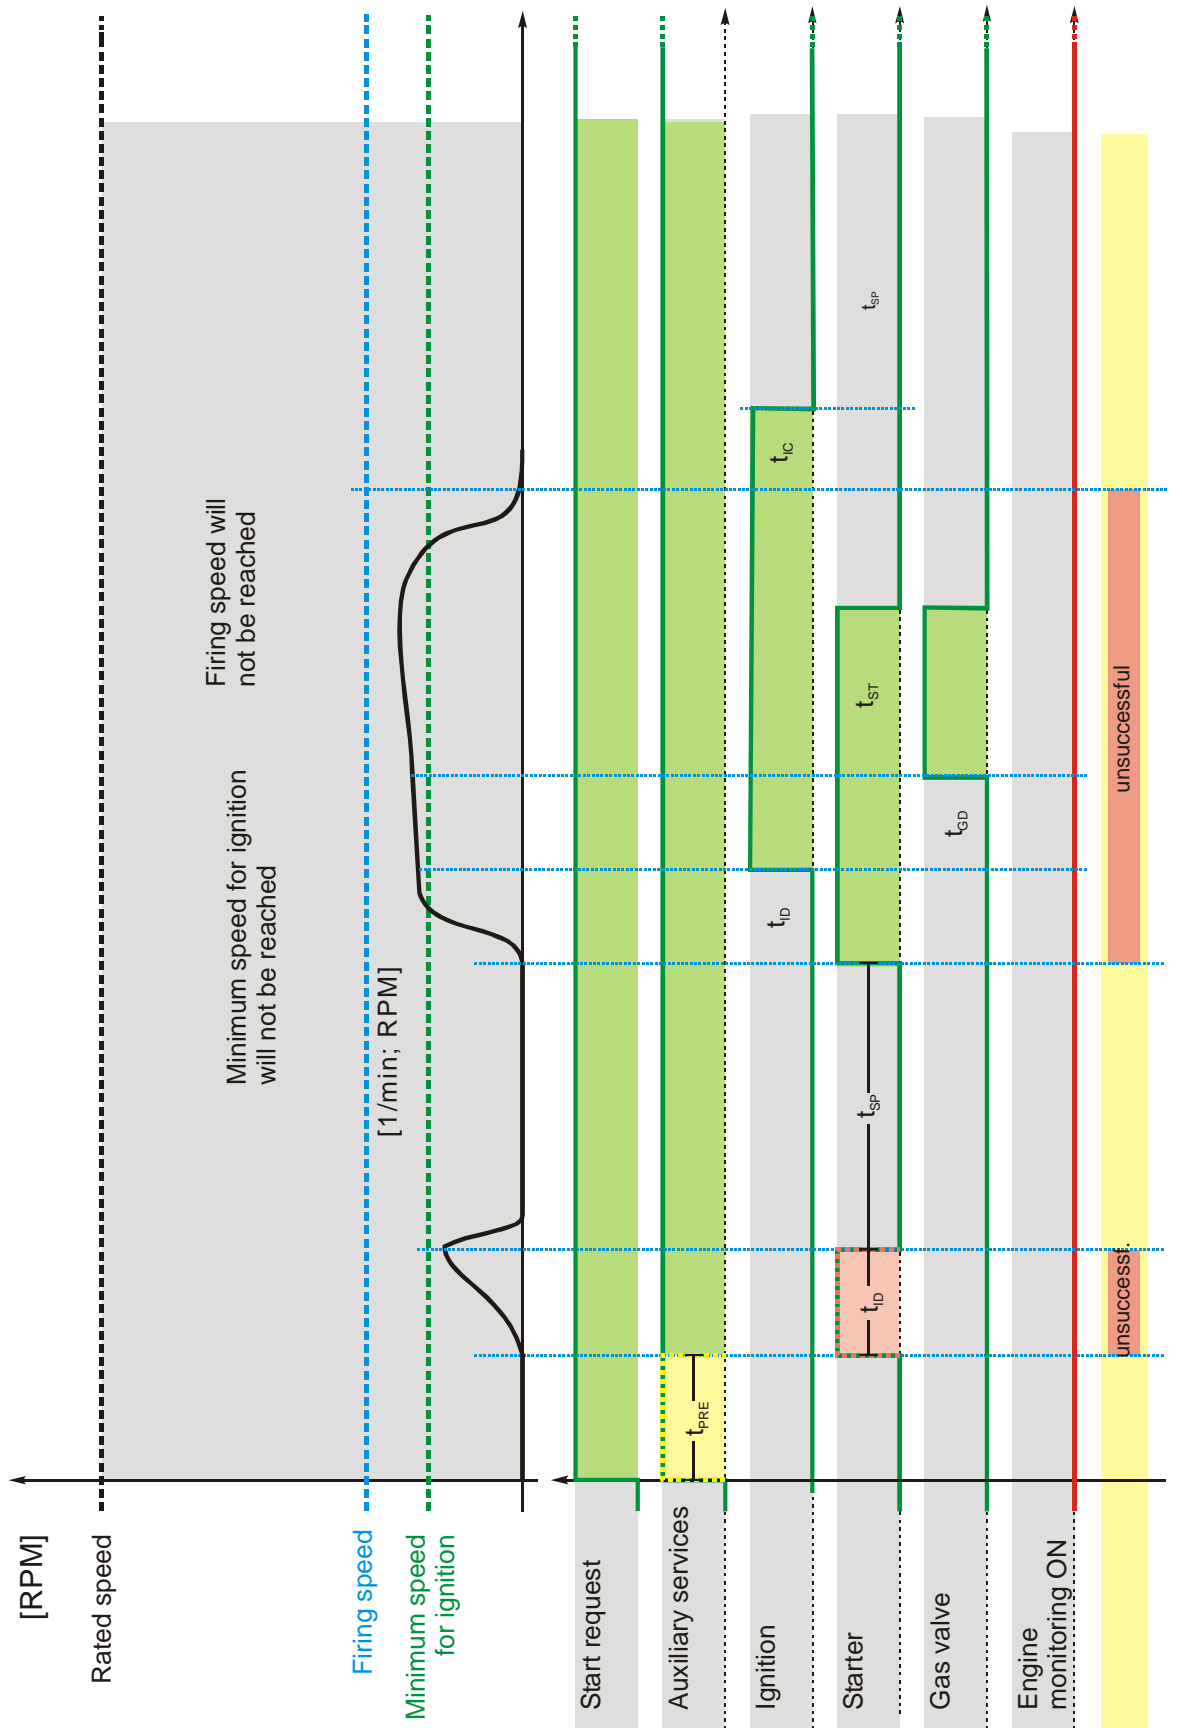 [RPM]
Rated speed
Firing speed
Minimum speed
for ignition
Minimum speed for ignition
will not be reached
Firing speed will
not be reached
[1/min; RPM]
Start request
Auxiliary services
tPRE
Ignition
tID
tIC
Starter
tID
tSP
tST
tSP
Gas valve
tGD
Engine
monitoring ON
unsuccessf.
unsuccessful